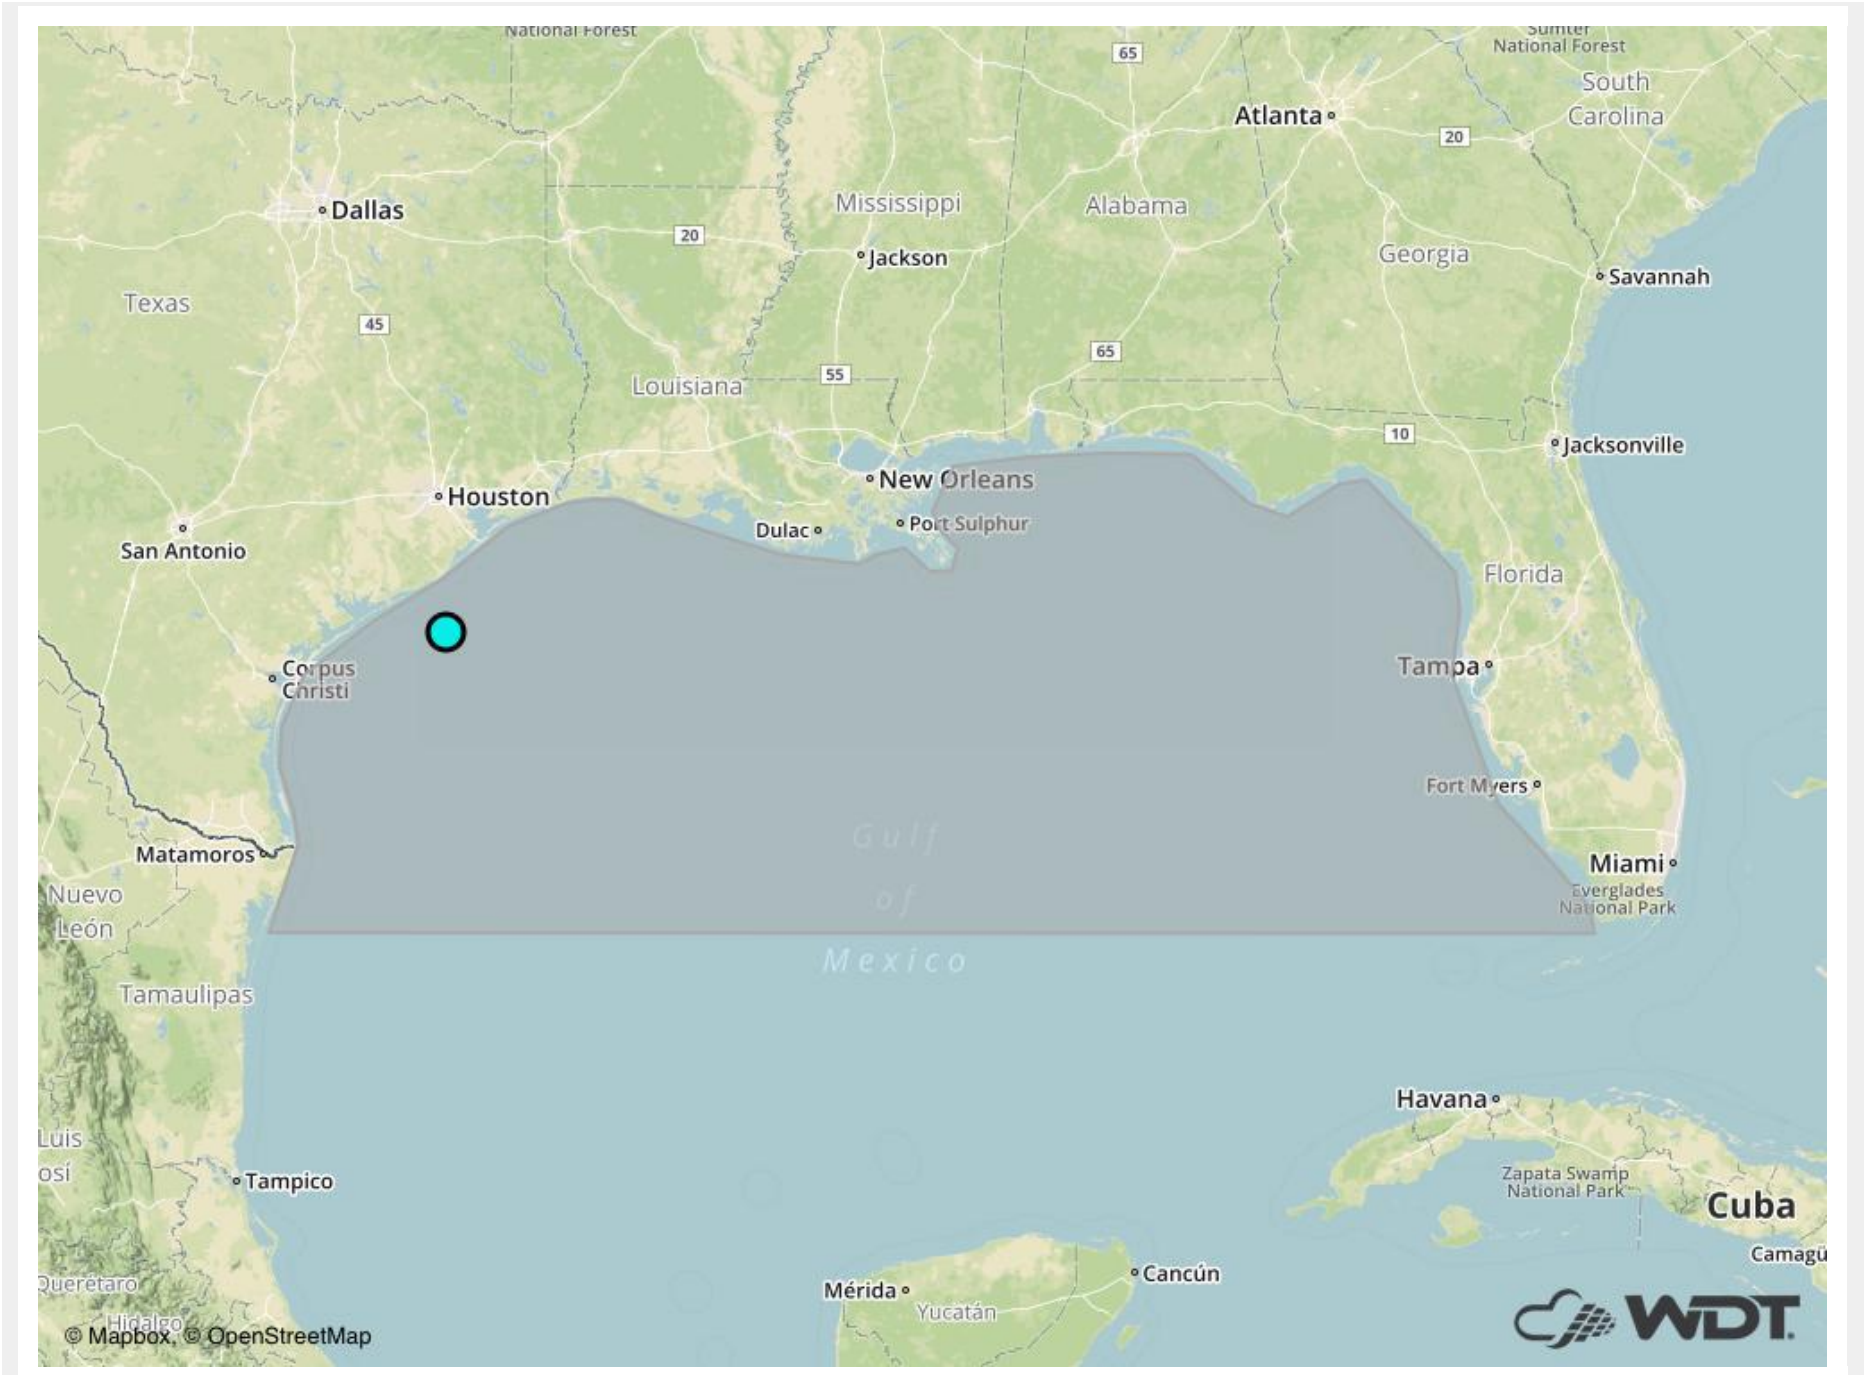 National Forest
Sumter
National Forest
65
South
Carolina
Atlanta
20
Dallas
Mississippi
Alabama
20
Jackson
Georgia
Savannah
Texas
45
65
Louisiana
55
10
Jacksonville
New Orleans
Houston
Port Sulphur
Dulac
San Antonio
Florida
Corpus
Christi
Tampa
Fort Myers
Gulf
of
Mexico
Matamoros
Miami
Everglades
National Park
Nuevo
León
Tamaulipas
Havana
Luis
osí
Tampico
Zapata Swamp
National Park
Cuba
Camagü
Mérida
Cancún
Yucatán
Querétaro
Hidalgo
© Mapbox, © OpenStreetMap
WDT